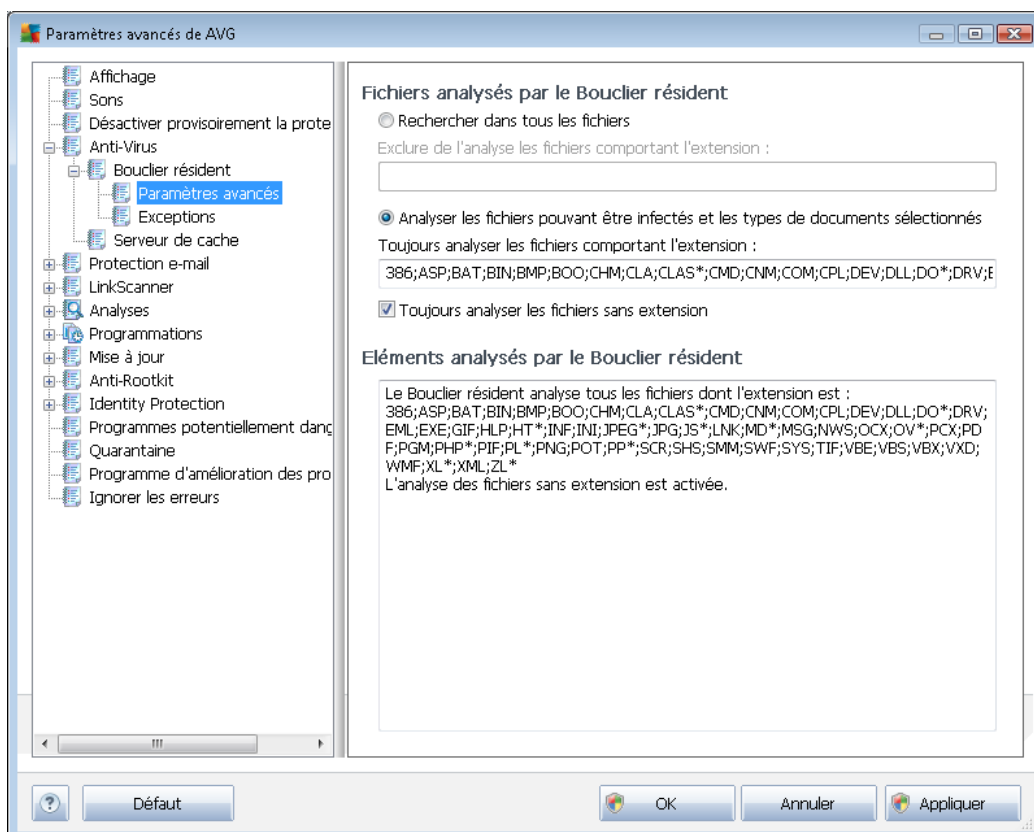 Paramètres avancés de AVG
Affichage
Sons
Désactiver provisoirement la prote
Anti-Virus
Bouclier résident
Paramètres avancés
Exceptions
Serveur de cache
Protection e-mail
LinkScanner
Analyses
Programmations
Mise à jour
Anti-Rootkit
Identity Protection
Programmes potentiellement dang
Quarantaine
Programme d'amélioration des pro
Ignorer les erreurs
Fichiers analysés par le Bouclier résident
Rechercher dans tous les fichiers
Exclure de l'analyse les fichiers comportant l'extension :
Analyser les fichiers pouvant être infectés et les types de documents sélectionnés
Toujours analyser les fichiers comportant l'extension :
386;ASP;BAT;BIN;BMP;BOO;CHM;CLA;CLAS*;CMD;CNM;COM;CPL;DEV;DLL;DO*;DRV;E
Toujours analyser les fichiers sans extension
Eléments analysés par le Bouclier résident
Le Bouclier résident analyse tous les fichiers dont l'extension est :
386;ASP;BAT;BIN;BMP;BOO;CHM;CLA;CLAS*;CMD;CNM;COM;CPL;DEV;DLL;DO*;DRV;
EML;EXE;GIF;HLP;HT*;INF;INI;JPEG*;JPG;JS*;LNK;MD*;MSG;NWS;OCX;OV*;PCX;PD
F;PGM;PHP*;PIF;PL*;PNG;POT;PP*;SCR;SHS;SMM;SWF;SYS;TIF;VBE;VBS;VBX;VXD;
WMF;XL*;XML;ZL*
L'analyse des fichiers sans extension est activée.
?
Défaut
OK
Annuler
Appliquer